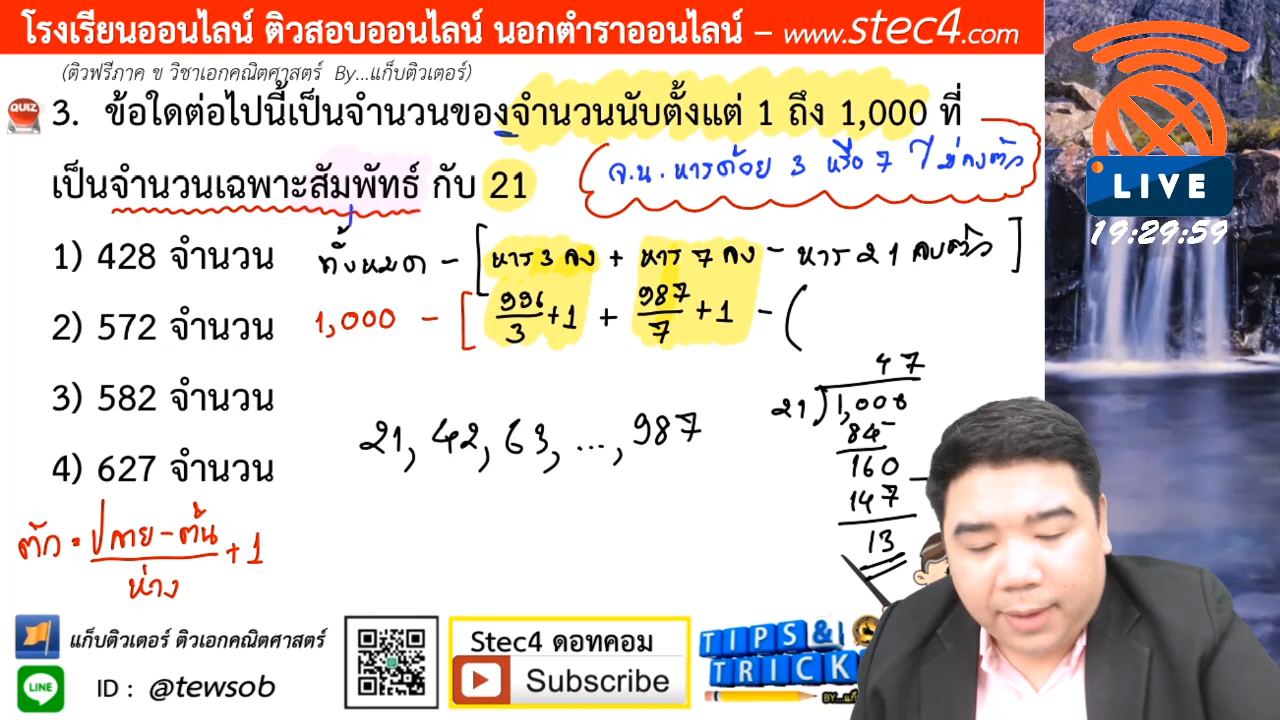 โรงเรียนออนไลน์ ติวสอบออนไลน์ นอกตำราออนไลน์ – www.stec4.com
(ติวฟรีภาค ข วิชาเอกคณิตศาสตร์ By...แก็บติวเตอร์)
QUIZ
3. ข้อใดต่อไปนี้เป็นจำนวนของจำนวนนับตั้งแต่ 1 ถึง 1,000 ที่
เป็นจำนวนเฉพาะสัมพัทธ์ กับ 21
จ.น. หารด้วย 3 หรือ 7 ไม่ลงตัว
LIVE
19:29:59
1) 428 จำนวน
ทั้งหมด - [หาร 3 ลง + หาร 7 ลง - หาร 21 ลงตัว]
2) 572 จำนวน
1,000 - [996/3 + 1 + 987/7 + 1 - (
3) 582 จำนวน
21, 42, 63, ..., 987
4) 627 จำนวน
47
21 1,000
84
160
147
13
ตัว = ปลาย - ต้น / ห่าง + 1
แก็บติวเตอร์ ติวเอกคณิตศาสตร์
LINE
ID : @tewsob
Stec4 ดอทคอม
Subscribe
TIPS &
TRICK